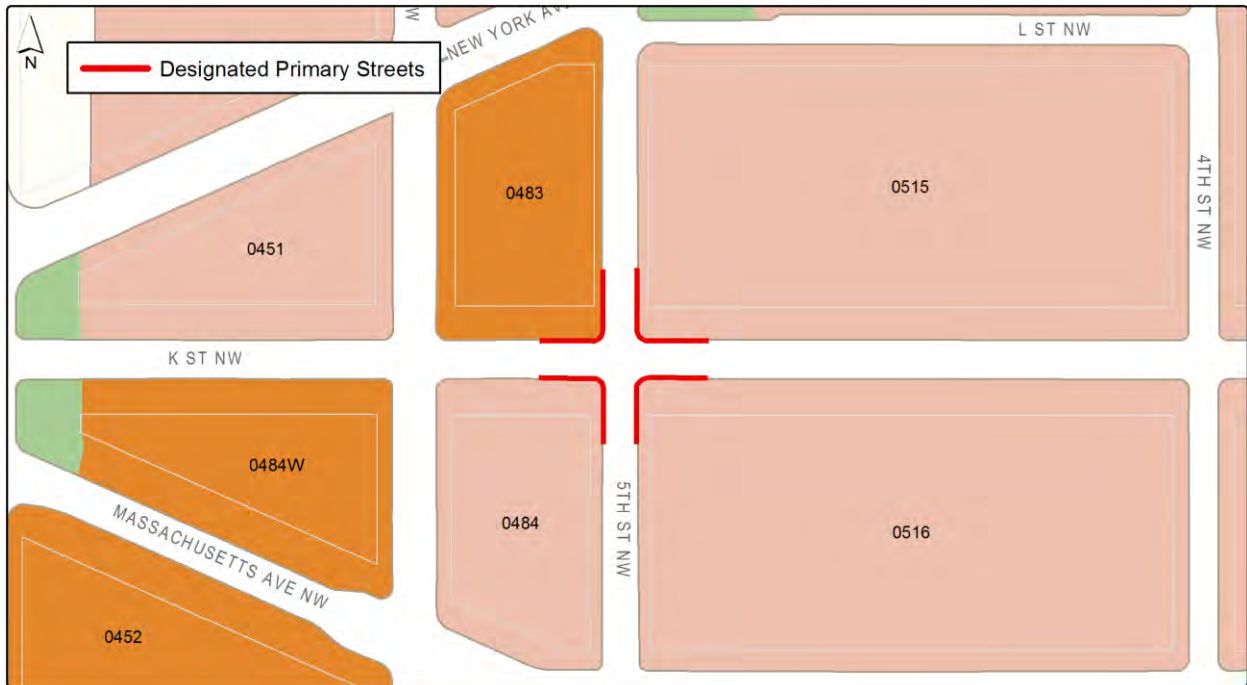 W
NEW YORK AVE
L ST NW
N
Designated Primary Streets
4TH ST NW
0483
0515
0451
K ST NW
0484W
5TH ST NW
0484
0516
MASSACHUSETTS AVE NW
0452